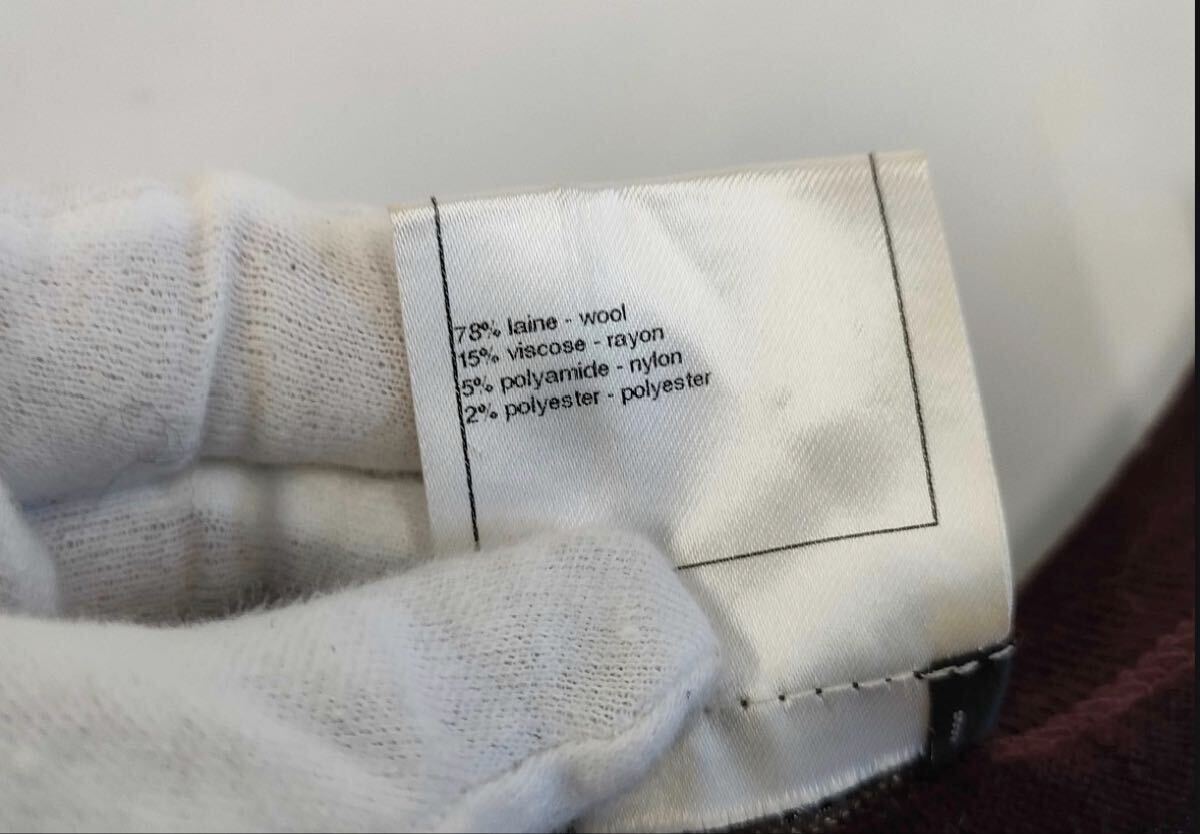 78% laine - wool
15% viscose - rayon
5% polyamide - nylon
2% polyester - polyester